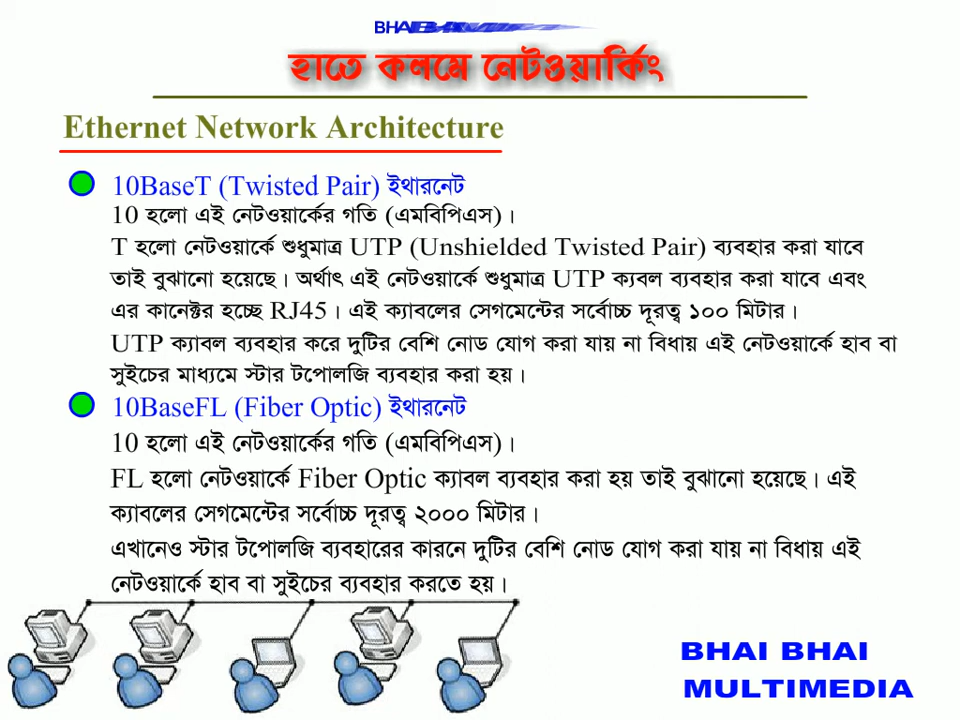 হাতে কলমে নেটওয়ার্কিং
Ethernet Network Architecture
10BaseT (Twisted Pair) ইথারনেট
10 হলো এই নেটওয়ার্কের গতি (এমবিপিএস)।
T হলো নেটওয়ার্কে শুধুমাত্র UTP (Unshielded Twisted Pair) ব্যবহার করা যাবে
তাই বুঝানো হয়েছে। অর্থাৎ এই নেটওয়ার্কে শুধুমাত্র UTP ক্যবল ব্যবহার করা যাবে এবং
এর কানেক্টর হচ্ছে RJ45। এই ক্যাবলের সেগমেন্টের সর্বোচ্চ দূরত্ব ১০০ মিটার।
UTP ক্যাবল ব্যবহার করে দুটির বেশি নোড যোগ করা যায় না বিধায় এই নেটওয়ার্কে হাব বা
সুইচের মাধ্যমে স্টার টপোলজি ব্যবহার করা হয়।
10BaseFL (Fiber Optic) ইথারনেট
10 হলো এই নেটওয়ার্কের গতি (এমবিপিএস)।
FL হলো নেটওয়ার্কে Fiber Optic ক্যাবল ব্যবহার করা হয় তাই বুঝানো হয়েছে। এই
ক্যাবলের সেগমেন্টের সর্বোচ্চ দূরত্ব ২০০০ মিটার।
এখানেও স্টার টপোলজি ব্যবহারের কারনে দুটির বেশি নোড যোগ করা যায় না বিধায় এই
নেটওয়ার্কে হাব বা সুইচের ব্যবহার করতে হয়।
BHAI BHAI
MULTIMEDIA